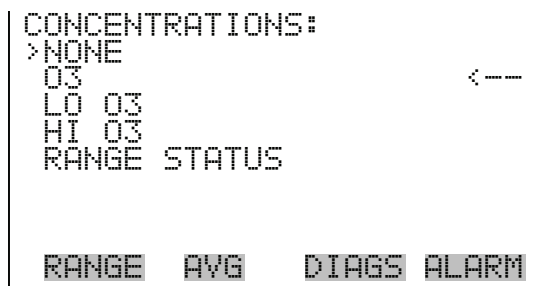 CONCENTRATIONS:
>NONE
O3 <--
LO O3
HI O3
RANGE STATUS
RANGE AVG DIAGS ALARM